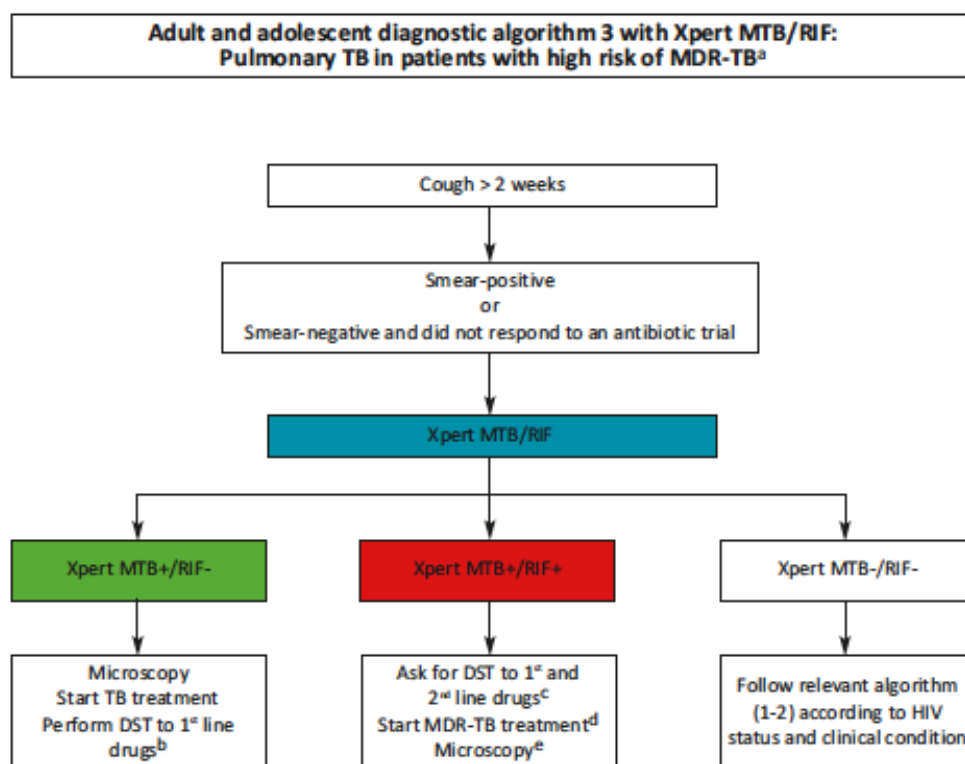 Adult and adolescent diagnostic algorithm 3 with Xpert MTB/RIF:
Pulmonary TB in patients with high risk of MDR-TBᵃ
Cough > 2 weeks
Smear-positive
or
Smear-negative and did not respond to an antibiotic trial
Xpert MTB/RIF
Xpert MTB+/RIF-
Xpert MTB+/RIF+
Xpert MTB-/RIF-
Microscopy
Start TB treatment
Perform DST to 1ˢᵗ line
drugsᵇ
Ask for DST to 1ˢᵗ and
2ⁿᵈ line drugsᶜ
Start MDR-TB treatmentᵈ
Microscopyᵉ
Follow relevant algorithm
(1-2) according to HIV
status and clinical condition